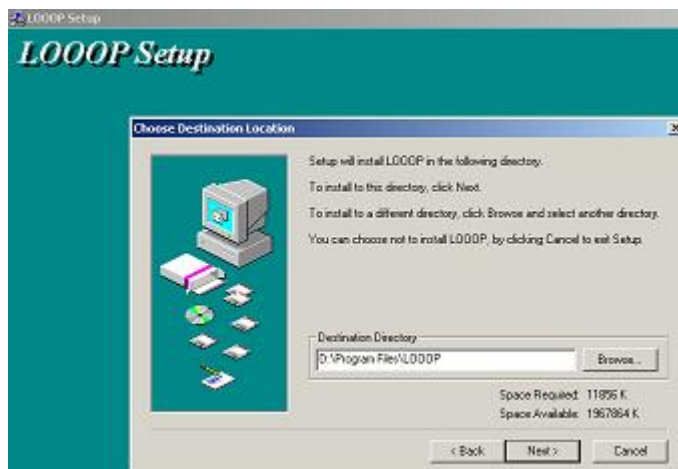 LOOOP Setup
LOOOP Setup
Choose Destination Location
Setup will install LOOOP in the following directory.
To install to this directory, click Next.
To install to a different directory, click Browse and select another directory.
You can choose not to install LOOOP, by clicking Cancel to exit Setup.
Destination Directory
D:\Program Files\LOOOP
Browse...
Space Required: 11856 K
Space Available: 1967864 K
< Back Next > Cancel